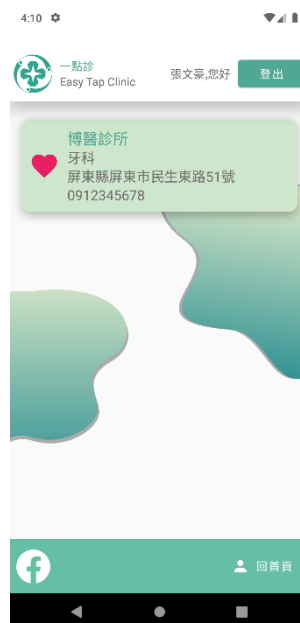 4:10
一點診
Easy Tap Clinic
張文豪,您好
登出
博醫診所
牙科
屏東縣屏東市民生東路51號
0912345678
回首頁